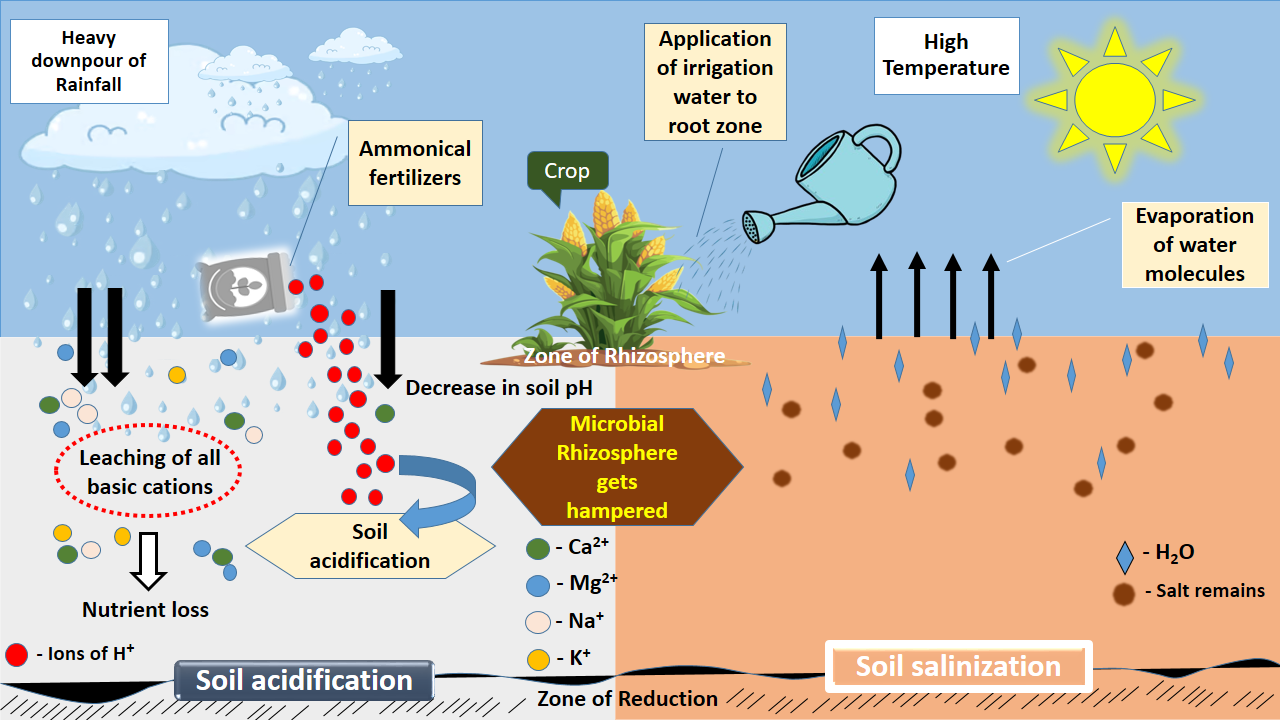 Heavy
downpour of
Rainfall
Ammonical
fertilizers
Crop
Application
of irrigation
water to
root zone
High
Temperature
Evaporation
of water
molecules
Zone of Rhizosphere
Decrease in soil pH
Microbial
Rhizosphere
gets
hampered
Leaching of all
basic cations
Soil
acidification
Nutrient loss
- Ca²⁺
- Mg²⁺
- Na⁺
- K⁺
- Ions of H⁺
- H₂O
- Salt remains
Soil acidification
Soil salinization
Zone of Reduction